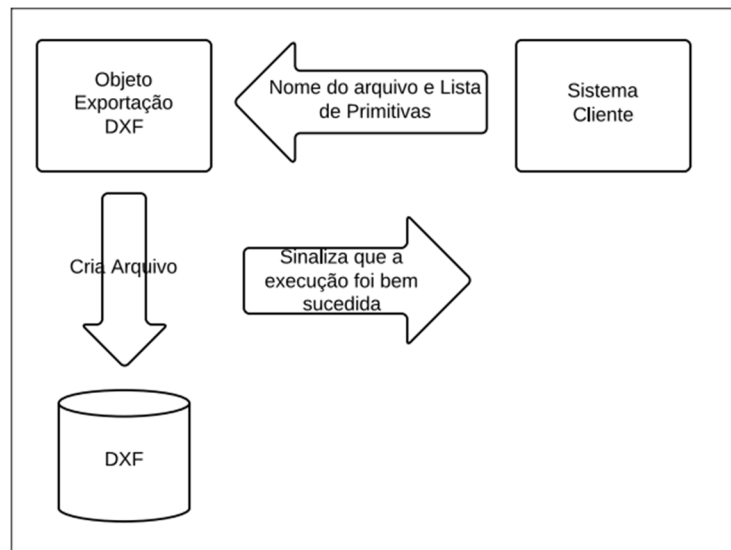 Objeto
Exportação
DXF
Nome do arquivo e Lista
de Primitivas
Sistema
Cliente
Cria Arquivo
Sinaliza que a
execução foi bem
sucedida
DXF